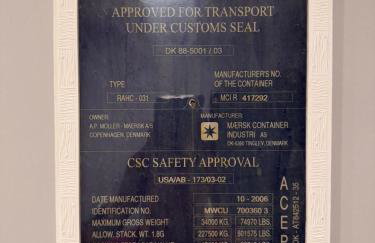 APPROVED FOR TRANSPORT
UNDER CUSTOMS SEAL
DK 88-5001 / 03
TYPE
MANUFACTURER'S NO.
OF THE CONTAINER
RAHC - 031
MCI R 417292
OWNER:
A.P. MOLLER - MAERSK A/S
COPENHAGEN, DENMARK
MANUFACTURER:
MÆRSK CONTAINER
INDUSTRI AS
DK-6360 TINGLEV, DENMARK
CSC SAFETY APPROVAL
USA/AB - 173/03-02
DATE MANUFACTURED 10 - 2006
IDENTIFICATION NO. MWCU 700360 3
MAXIMUM GROSS WEIGHT 34000 KG. 74970 LBS.
ALLOW. STACK. WT. 1.8G 227500 KG. 501575 LBS.
ACEP